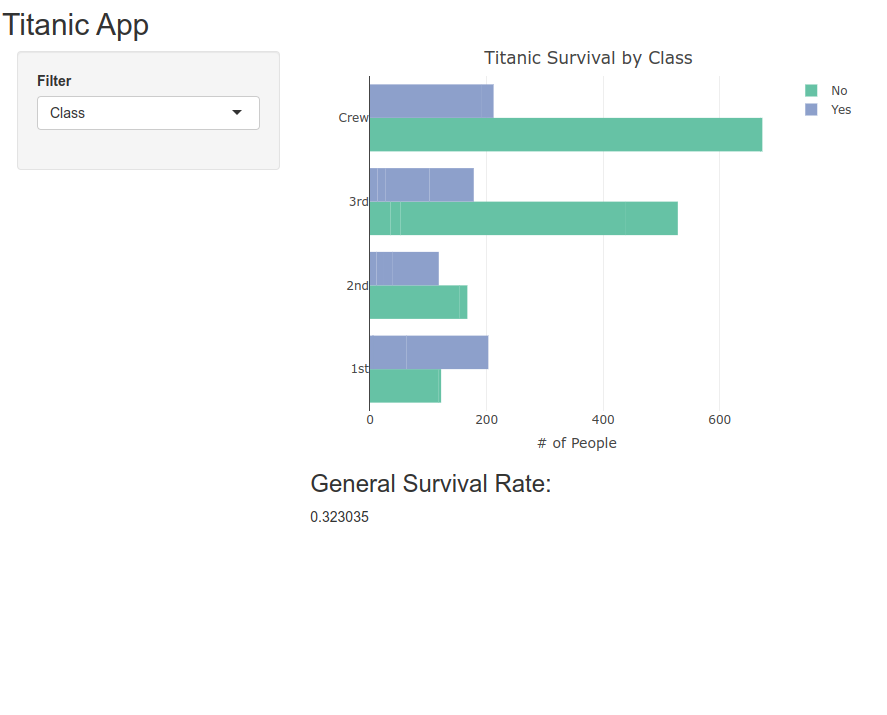 Titanic App
Filter
Class
Titanic Survival by Class
No
Yes
Crew
3rd
2nd
1st
0 200 400 600
# of People
General Survival Rate:
0.323035